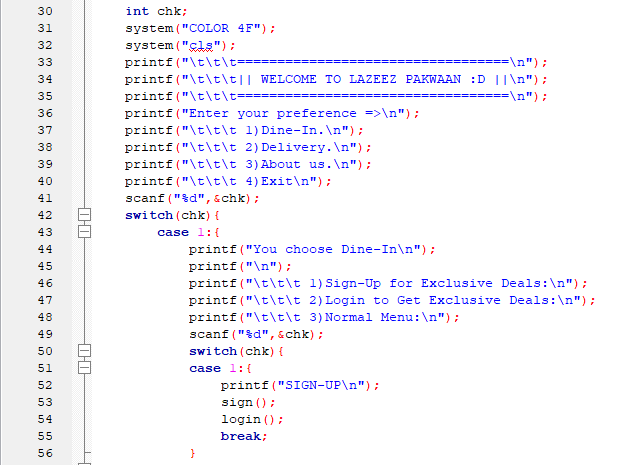 30 int chk;
31 system("COLOR 4F");
32 system("cls");
33 printf("\t\t\t==================================\n");
34 printf("\t\t\t|| WELCOME TO LAZEEZ PAKWAAN :D ||\n");
35 printf("\t\t\t==================================\n");
36 printf("Enter your preference =>\n");
37 printf("\t\t\t 1)Dine-In.\n");
38 printf("\t\t\t 2)Delivery.\n");
39 printf("\t\t\t 3)About us.\n");
40 printf("\t\t\t 4)Exit\n");
41 scanf("%d",&chk);
42 switch(chk){
43 case 1:{
44 printf("You choose Dine-In\n");
45 printf("\n");
46 printf("\t\t\t 1)Sign-Up for Exclusive Deals:\n");
47 printf("\t\t\t 2)Login to Get Exclusive Deals:\n");
48 printf("\t\t\t 3)Normal Menu:\n");
49 scanf("%d",&chk);
50 switch(chk){
51 case 1:{
52 printf("SIGN-UP\n");
53 sign();
54 login();
55 break;
56 }